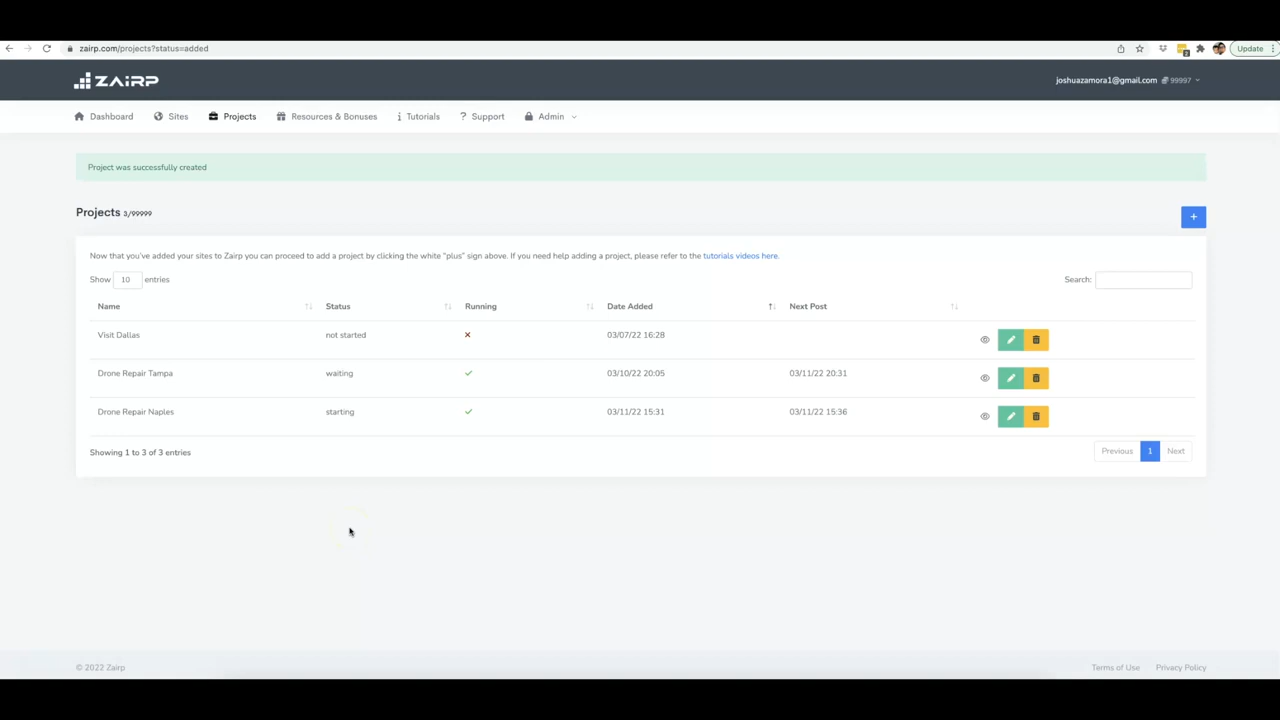 zairp.com/projects?status=added
Update
ZAIRP
joshuazamora1@gmail.com 99997
Dashboard Sites Projects Resources & Bonuses Tutorials ? Support Admin
Project was successfully created
Projects 3/99999
+
Now that you've added your sites to Zairp you can proceed to add a project by clicking the white "plus" sign above. If you need help adding a project, please refer to the tutorials videos here.
Show 10 entries Search:
Name Status Running Date Added Next Post
Visit Dallas not started 03/07/22 16:28
Drone Repair Tampa waiting 03/10/22 20:05 03/11/22 20:31
Drone Repair Naples starting 03/11/22 15:31 03/11/22 15:36
Showing 1 to 3 of 3 entries Previous 1 Next
© 2022 Zairp Terms of Use Privacy Policy